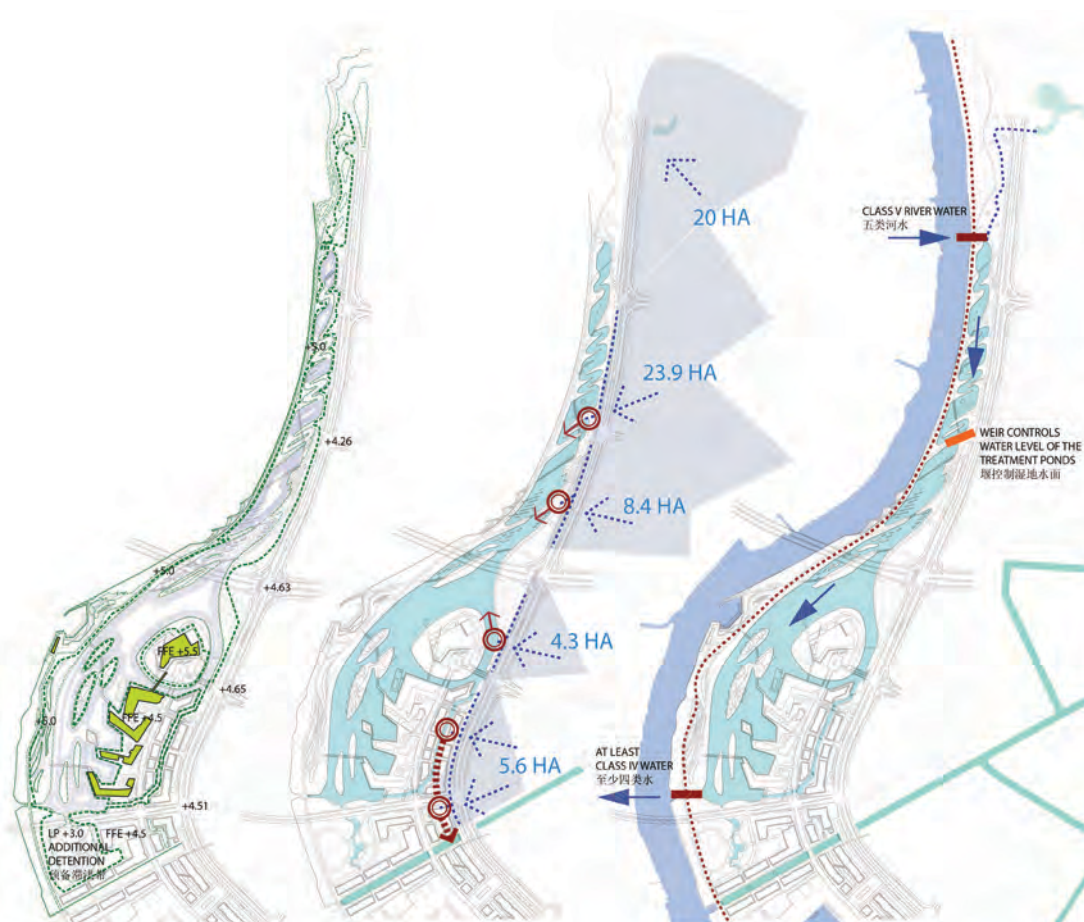 +5.0
+4.26
+5.0
+4.63
FFE +5.5
+4.65
FFE +4.5
+5.0
+4.51
LP +3.0
FFE +4.5
ADDITIONAL
DETENTION
20 HA
23.9 HA
8.4 HA
4.3 HA
5.6 HA
CLASS V RIVER WATER
五类河水
WEIR CONTROLS
WATER LEVEL OF THE
TREATMENT PONDS
堰控制湿地水面
AT LEAST
CLASS IV WATER
至少四类水